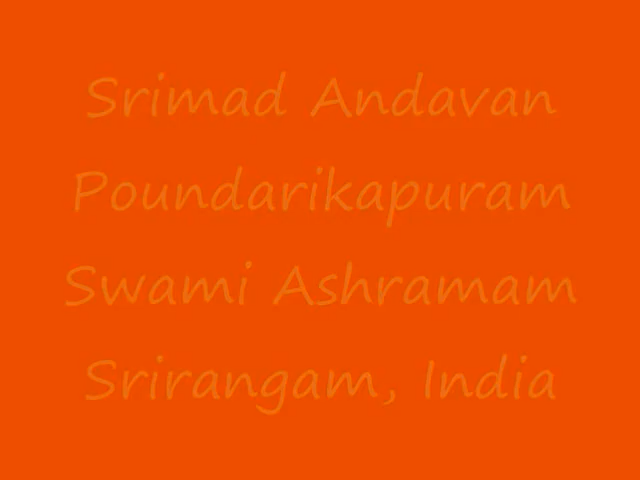 Srimad Andavan
Poundarikapuram
Swami Ashramam
Srirangam, India